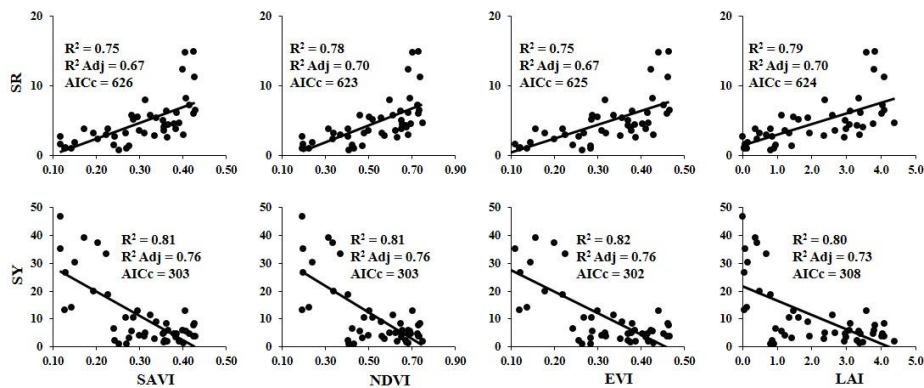 20 20 20 20
R² = 0.75 R² = 0.78 R² = 0.75 R² = 0.79
R² Adj = 0.67 R² Adj = 0.70 R² Adj = 0.67 R² Adj = 0.70
AICc = 626 AICc = 623 AICc = 625 AICc = 624
SR
10 10 10 10
0 0 0 0
0.10 0.20 0.30 0.40 0.50 0.10 0.30 0.50 0.70 0.90 0.10 0.20 0.30 0.40 0.50 0.0 1.0 2.0 3.0 4.0 5.0
50 50 50 50
40 40 40 40
R² = 0.81 R² = 0.81 R² = 0.82 R² = 0.80
R² Adj = 0.76 R² Adj = 0.76 R² Adj = 0.76 R² Adj = 0.73
AICc = 303 AICc = 303 AICc = 302 AICc = 308
30 30 30 30
SY
20 20 20 20
10 10 10 10
0 0 0 0
0.10 0.20 0.30 0.40 0.50 0.10 0.30 0.50 0.70 0.90 0.10 0.20 0.30 0.40 0.50 0.0 1.0 2.0 3.0 4.0 5.0
SAVI NDVI EVI LAI